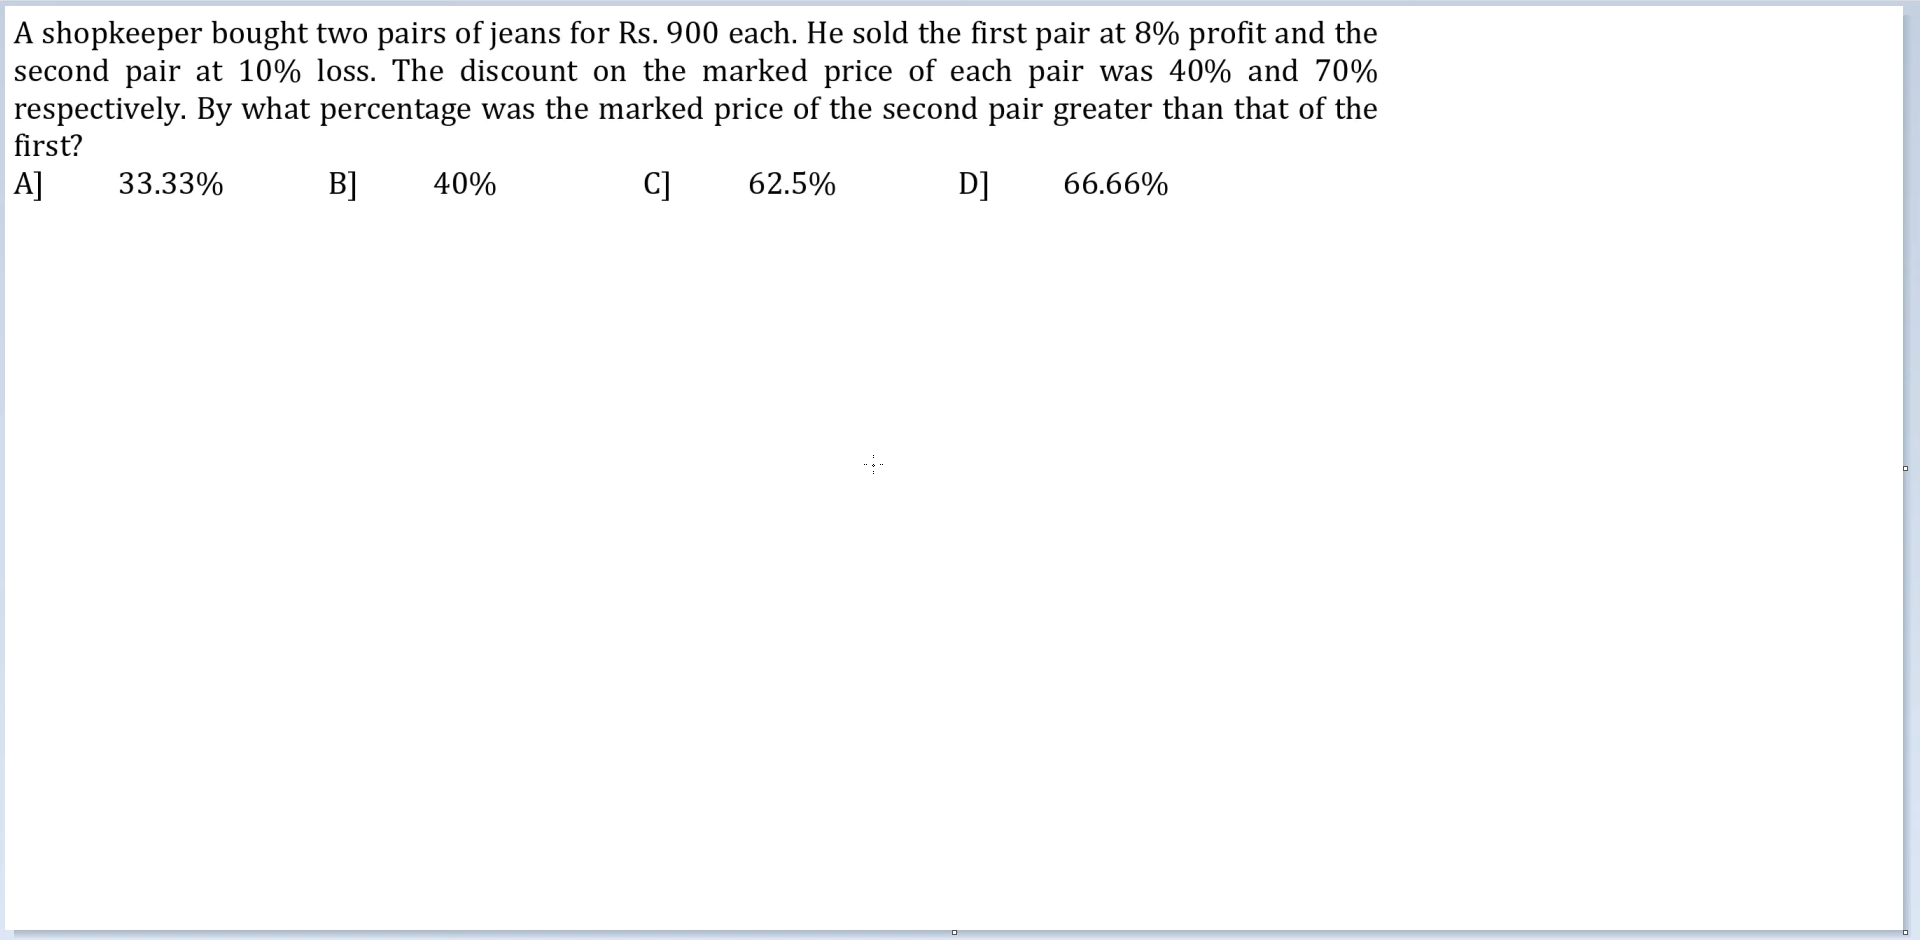 A shopkeeper bought two pairs of jeans for Rs. 900 each. He sold the first pair at 8% profit and the
second pair at 10% loss. The discount on the marked price of each pair was 40% and 70%
respectively. By what percentage was the marked price of the second pair greater than that of the
first?
A] 33.33% B] 40% C] 62.5% D] 66.66%